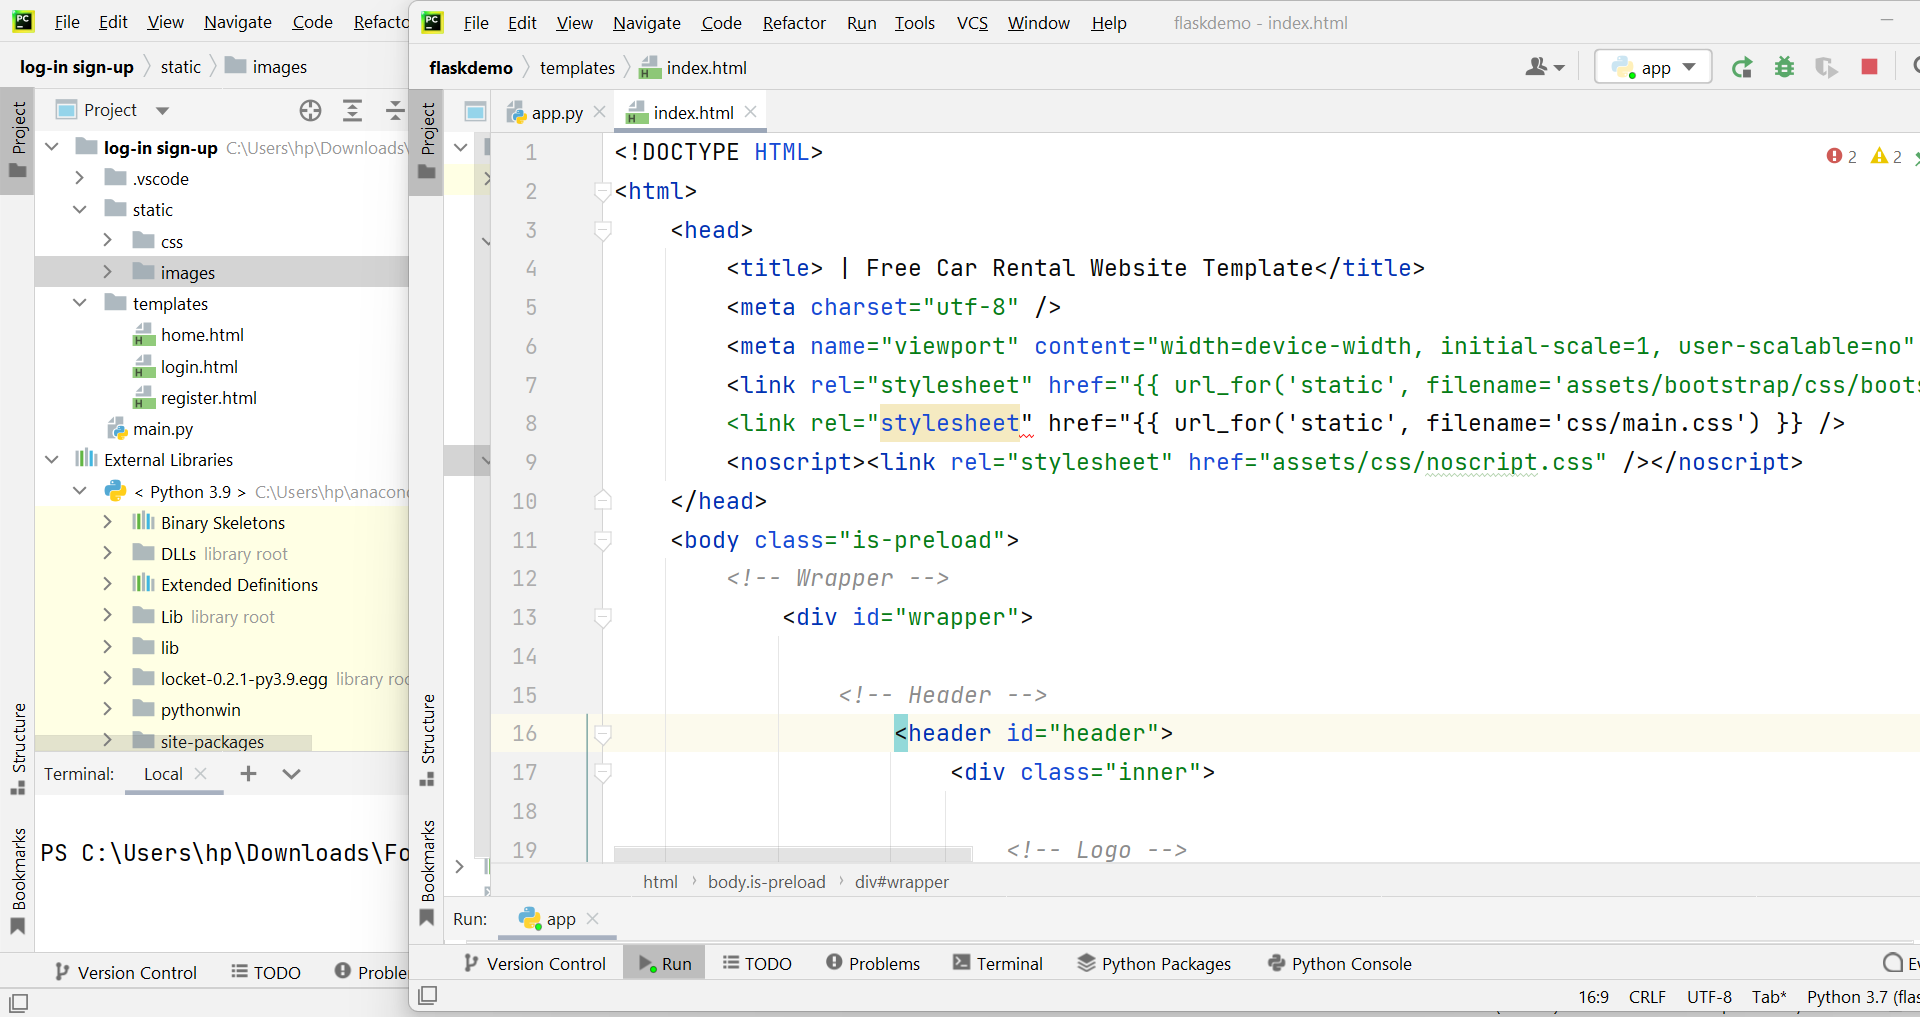 File Edit View Navigate Code Refacto
log-in sign-up static images
Project
Project
log-in sign-up C:\Users\hp\Downloads\
.vscode
static
css
images
templates
home.html
login.html
register.html
main.py
External Libraries
< Python 3.9 > C:\Users\hp\anacon
Binary Skeletons
DLLs library root
Extended Definitions
Lib library root
lib
locket-0.2.1-py3.9.egg library roo
pythonwin
site-packages
Structure
Bookmarks
Terminal: Local
PS C:\Users\hp\Downloads\Fo
Version Control TODO Proble
File Edit View Navigate Code Refactor Run Tools VCS Window Help flaskdemo - index.html
flaskdemo templates index.html app
Project
app.py index.html
2 2
1 <!DOCTYPE HTML>
2 <html>
3 <head>
4 <title> | Free Car Rental Website Template</title>
5 <meta charset="utf-8" />
6 <meta name="viewport" content="width=device-width, initial-scale=1, user-scalable=no"
7 <link rel="stylesheet" href="{{ url_for('static', filename='assets/bootstrap/css/boots
8 <link rel="stylesheet" href="{{ url_for('static', filename='css/main.css') }} />
9 <noscript><link rel="stylesheet" href="assets/css/noscript.css" /></noscript>
10 </head>
11 <body class="is-preload">
12 <!-- Wrapper -->
13 <div id="wrapper">
14
15 <!-- Header -->
16 <header id="header">
17 <div class="inner">
18
19 <!-- Logo -->
Structure
Bookmarks
html body.is-preload div#wrapper
Run: app
Version Control Run TODO Problems Terminal Python Packages Python Console Ev
16:9 CRLF UTF-8 Tab* Python 3.7 (flas